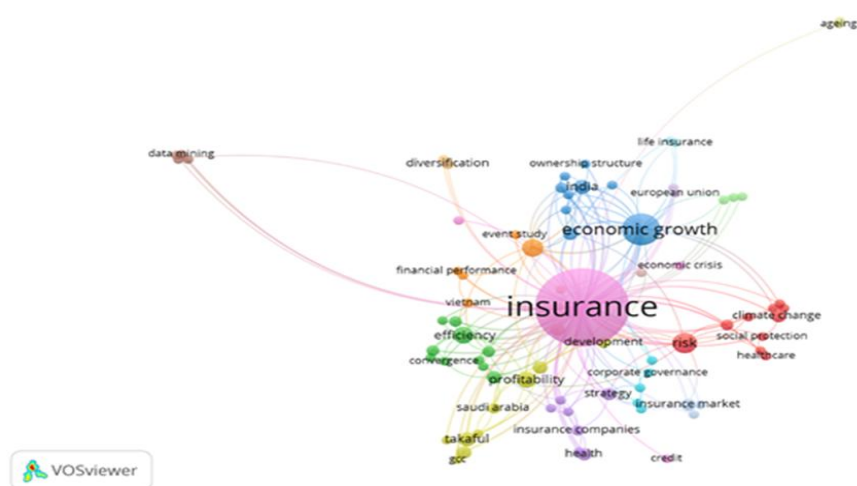 ageing
data mining
diversification
ownership structure
life insurance
india
european union
event study
economic growth
financial performance
economic crisis
vietnam
insurance
climate change
efficiency
development
risk
social protection
convergence
healthcare
profitability
corporate governance
strategy
saudi arabia
insurance market
takaful
insurance companies
gcc
health
credit
VOSviewer